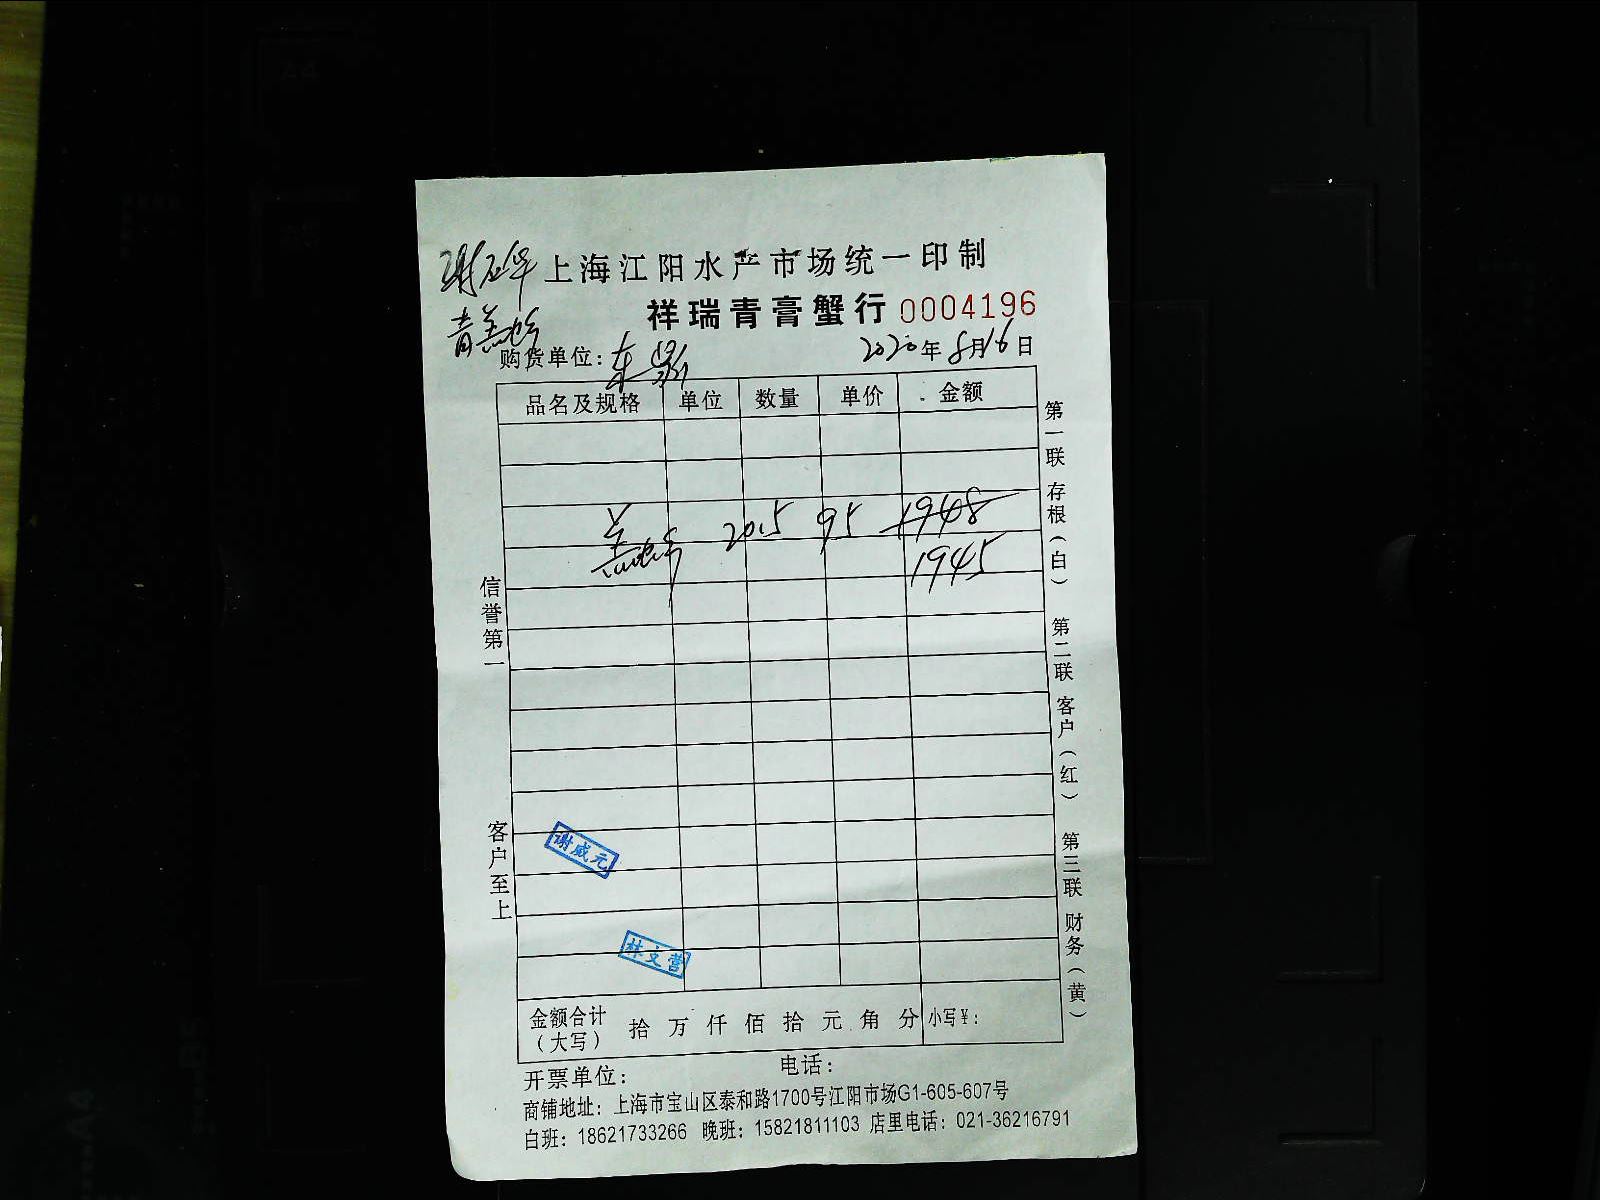 上海江阳水产市场统一印制
祥瑞青膏蟹行 0004196
青盖
购货单位：东
2020年8月16日
品名及规格 单位 数量 单价 金额
盖 20.5 95 1948
1945
信誉第一
客户至上
第一联 存根（白） 第二联 客户（红） 第三联 财务（黄）
谢威元
林文营
金额合计（大写） 拾 万 仟 佰 拾 元 角 分 小写¥：
开票单位： 电话：
商铺地址：上海市宝山区泰和路1700号江阳市场G1-605-607号
白班：18621733266 晚班：15821811103 店里电话：021-36216791